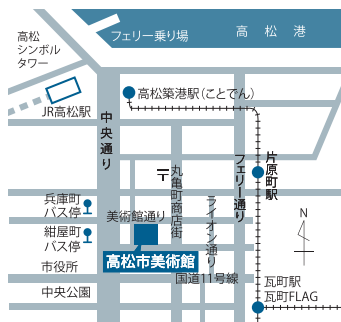 フェリー乗り場
高松港
高松
シンボル
タワー
高松築港駅(ことでん)
JR高松駅
中央通り
フェリー通り
片原町駅
丸亀町商店街
ライオン通り
兵庫町
バス停
美術館通り
紺屋町
バス停
N
高松市美術館
市役所
国道11号線
瓦町駅
瓦町FLAG
中央公園